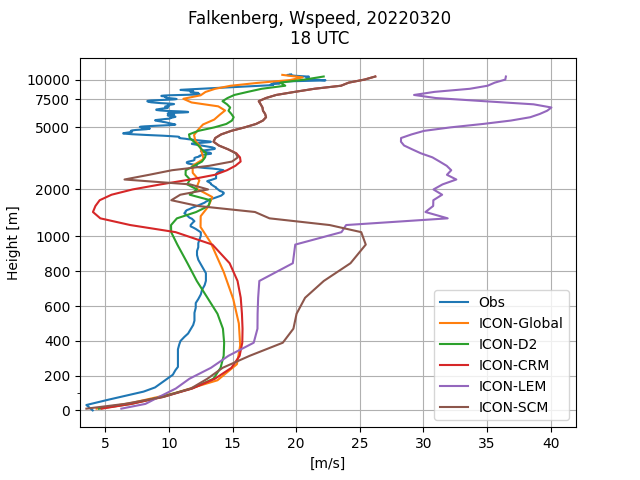 Falkenberg, Wspeed, 20220320
18 UTC
Height [m]
10000
7500
5000
2000
1000
800
600
400
200
0
5
10
15
20
25
30
35
40
[m/s]
Obs
ICON-Global
ICON-D2
ICON-CRM
ICON-LEM
ICON-SCM